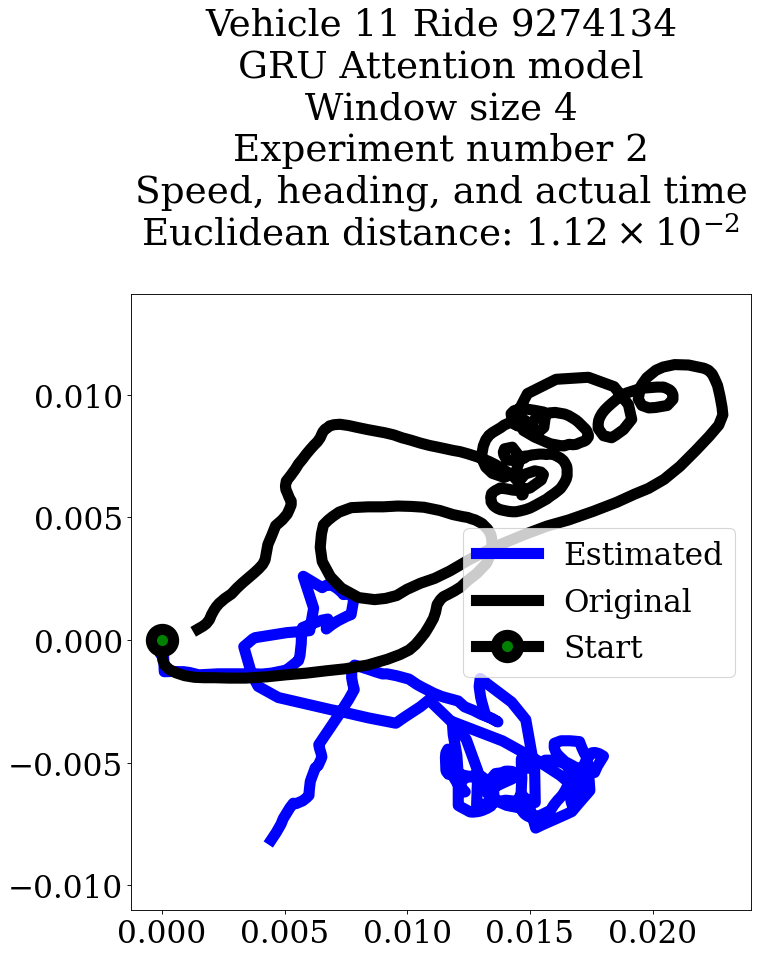 Vehicle 11 Ride 9274134
GRU Attention model
Window size 4
Experiment number 2
Speed, heading, and actual time
Euclidean distance: 1.12 × 10⁻²
0.010
0.005
0.000
−0.005
−0.010
Estimated
Original
Start
0.000 0.005 0.010 0.015 0.020